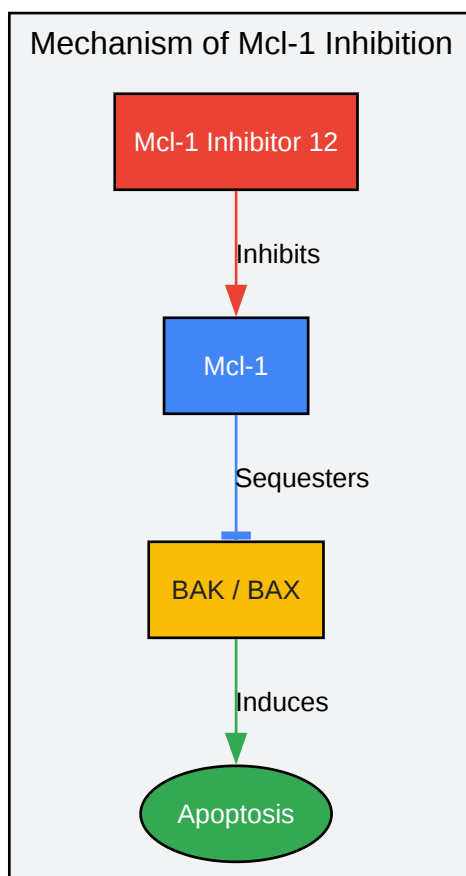 Mechanism of Mcl-1 Inhibition
Mcl-1 Inhibitor 12
Inhibits
Mcl-1
Sequesters
BAK / BAX
Induces
Apoptosis